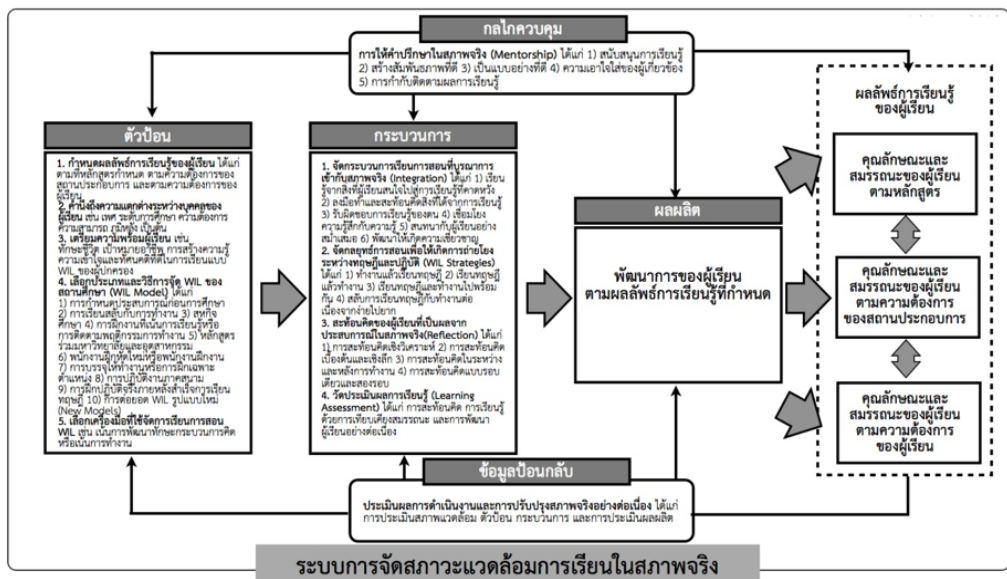 กลไกควบคุม
การให้คำปรึกษาในสภาพจริง (Mentorship) ได้แก่ 1) สนับสนุนการเรียนรู้
2) สร้างสัมพันธภาพที่ดี 3) เป็นแบบอย่างที่ดี 4) ความเอาใจใส่ของผู้เกี่ยวข้อง
5) การกำกับติดตามผลการเรียนรู้
ตัวป้อน
1. กำหนดผลลัพธ์การเรียนรู้ของผู้เรียน ได้แก่
ตามที่หลักสูตรกำหนด ตามความต้องการของ
สถานประกอบการ และตามความต้องการของ
ผู้เรียน
2. คำนึงถึงความแตกต่างระหว่างบุคคลของ
ผู้เรียน เช่น เพศ ระดับการศึกษา ความต้องการ
ความสามารถ ภูมิหลัง เป็นต้น
3. เตรียมความพร้อมผู้เรียน เช่น
ทักษะชีวิต เป้าหมายอาชีพ การสร้างความรู้
ความเข้าใจและทัศนคติที่ดีในการเรียนแบบ
WIL ของผู้ปกครอง
4. เลือกประเภทและวิธีการจัด WIL ของ
สถานศึกษา (WIL Model) ได้แก่
1) การกำหนดประสบการณ์ก่อนการศึกษา
2) การเรียนสลับกับการทำงาน 3) สหกิจ
ศึกษา 4) การฝึกงานที่เน้นการเรียนรู้หรือ
การติดตามพฤติกรรมการทำงาน 5) หลักสูตร
ร่วมมหาวิทยาลัยและอุตสาหกรรม
6) พนักงานฝึกหัดใหม่หรือพนักงานฝึกงาน
7) การบรรจุให้ทำงานหรือการฝึกเฉพาะ
ตำแหน่ง 8) การปฏิบัติงานภาคสนาม
9) การฝึกปฏิบัติจริงภายหลังสำเร็จการเรียน
ทฤษฎี 10) การต่อยอด WIL รูปแบบใหม่
(New Models)
5. เลือกเครื่องมือที่ใช้จัดการเรียนการสอน
WIL เช่น เน้นการพัฒนาทักษะกระบวนการคิด
หรือเน้นการทำงาน
กระบวนการ
1. จัดกระบวนการเรียนการสอนที่บูรณาการ
เข้ากับสภาพจริง (Integration) ได้แก่ 1) เรียน
รู้จากสิ่งที่ผู้เรียนสนใจไปสู่การเรียนรู้ที่คาดหวัง
2) ลงมือทำและสะท้อนคิดสิ่งที่ได้จากการเรียนรู้
3) รับผิดชอบการเรียนรู้ของตน 4) เชื่อมโยง
ความรู้สึกกับความรู้ 5) สนทนากับผู้เรียนอย่าง
สม่ำเสมอ 6) พัฒนาให้เกิดความเชี่ยวชาญ
2. จัดกลยุทธ์การสอนเพื่อให้เกิดการถ่ายโยง
ระหว่างทฤษฎีและปฏิบัติ (WIL Strategies)
ได้แก่ 1) ทำงานแล้วเรียนทฤษฎี 2) เรียนทฤษฎี
แล้วทำงาน 3) เรียนทฤษฎีและทำงานไปพร้อม
กัน 4) สลับการเรียนทฤษฎีกับทำงานต่อ
เนื่องจากง่ายไปยาก
3. สะท้อนคิดของผู้เรียนที่เป็นผลจาก
ประสบการณ์ในสภาพจริง(Reflection) ได้แก่
1) การสะท้อนคิดเชิงวิเคราะห์ 2) การสะท้อนคิด
เบื้องต้นและเชิงลึก 3) การสะท้อนคิดในระหว่าง
และหลังการทำงาน 4) การสะท้อนคิดแบบรอบ
เดียวและสองรอบ
4. วัดประเมินผลการเรียนรู้ (Learning
Assessment) ได้แก่ การสะท้อนคิด การเรียนรู้
ด้วยการเทียบเคียงสมรรถนะ และการพัฒนา
ผู้เรียนอย่างต่อเนื่อง
ผลผลิต
พัฒนาการของผู้เรียน
ตามผลลัพธ์การเรียนรู้ที่กำหนด
ผลลัพธ์การเรียนรู้
ของผู้เรียน
คุณลักษณะและ
สมรรถนะของผู้เรียน
ตามหลักสูตร
คุณลักษณะและ
สมรรถนะของผู้เรียน
ตามความต้องการ
ของสถานประกอบการ
คุณลักษณะและ
สมรรถนะของผู้เรียน
ตามความต้องการ
ของผู้เรียน
ข้อมูลป้อนกลับ
ประเมินผลการดำเนินงานและการปรับปรุงสภาพจริงอย่างต่อเนื่อง ได้แก่
การประเมินสภาพแวดล้อม ตัวป้อน กระบวนการ และการประเมินผลผลิต
ระบบการจัดสภาวะแวดล้อมการเรียนในสภาพจริง